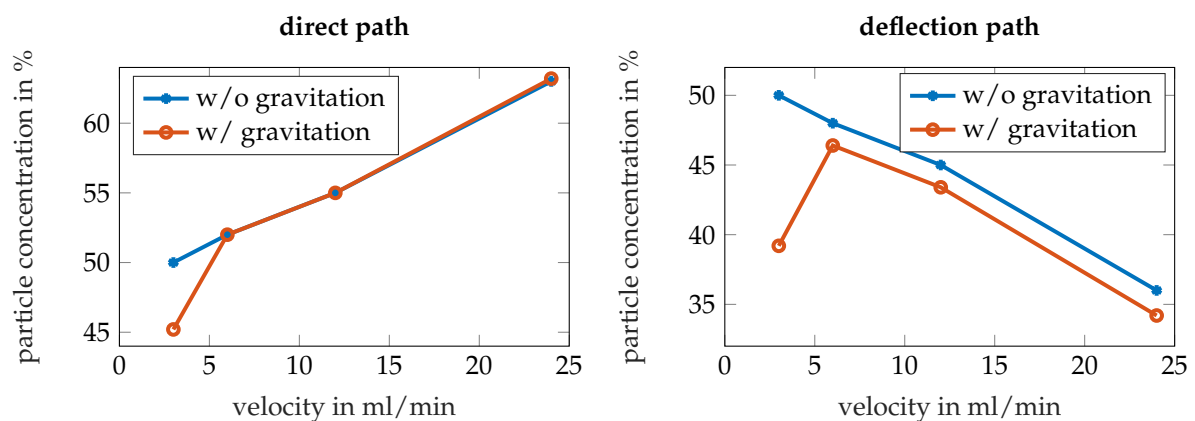 direct path
particle concentration in %
60
55
50
45
0 5 10 15 20 25
velocity in ml/min
w/o gravitation
w/ gravitation
deflection path
particle concentration in %
50
45
40
35
0 5 10 15 20 25
velocity in ml/min
w/o gravitation
w/ gravitation